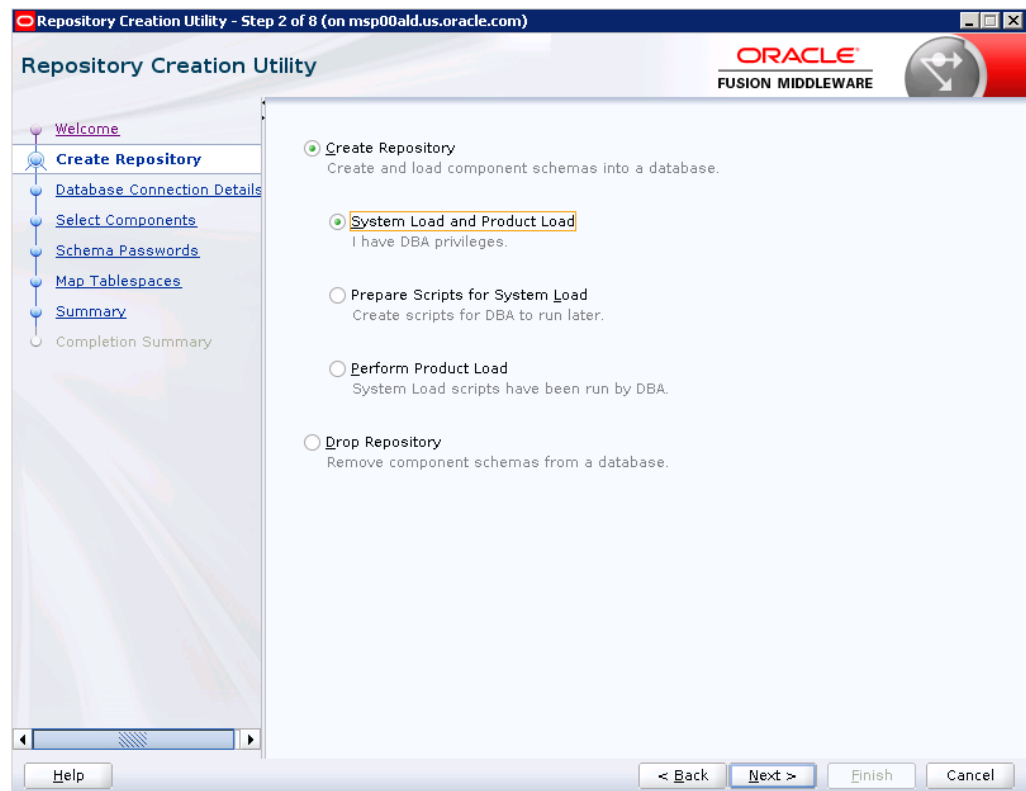 Repository Creation Utility - Step 2 of 8 (on msp00ald.us.oracle.com)
Repository Creation Utility
ORACLE
FUSION MIDDLEWARE
Welcome
Create Repository
Database Connection Details
Select Components
Schema Passwords
Map Tablespaces
Summary
Completion Summary
Create Repository
Create and load component schemas into a database.
System Load and Product Load
I have DBA privileges.
Prepare Scripts for System Load
Create scripts for DBA to run later.
Perform Product Load
System Load scripts have been run by DBA.
Drop Repository
Remove component schemas from a database.
Help
< Back
Next >
Finish
Cancel